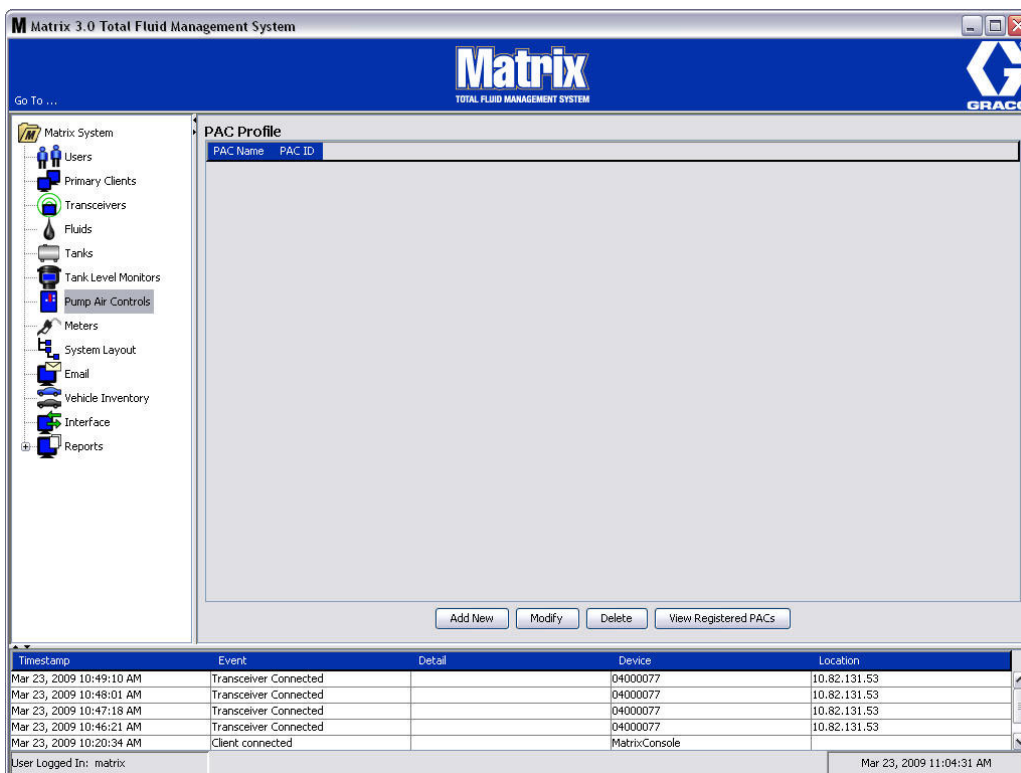 Matrix 3.0 Total Fluid Management System
Matrix
TOTAL FLUID MANAGEMENT SYSTEM
Go To ...
GRACO
Matrix System
Users
Primary Clients
Transceivers
Fluids
Tanks
Tank Level Monitors
Pump Air Controls
Meters
System Layout
Email
Vehicle Inventory
Interface
Reports
PAC Profile
PAC Name PAC ID
Add New Modify Delete View Registered PACs
Timestamp Event Detail Device Location
Mar 23, 2009 10:49:10 AM Transceiver Connected 04000077 10.82.131.53
Mar 23, 2009 10:48:01 AM Transceiver Connected 04000077 10.82.131.53
Mar 23, 2009 10:47:18 AM Transceiver Connected 04000077 10.82.131.53
Mar 23, 2009 10:46:21 AM Transceiver Connected 04000077 10.82.131.53
Mar 23, 2009 10:20:34 AM Client connected MatrixConsole
User Logged In: matrix Mar 23, 2009 11:04:31 AM